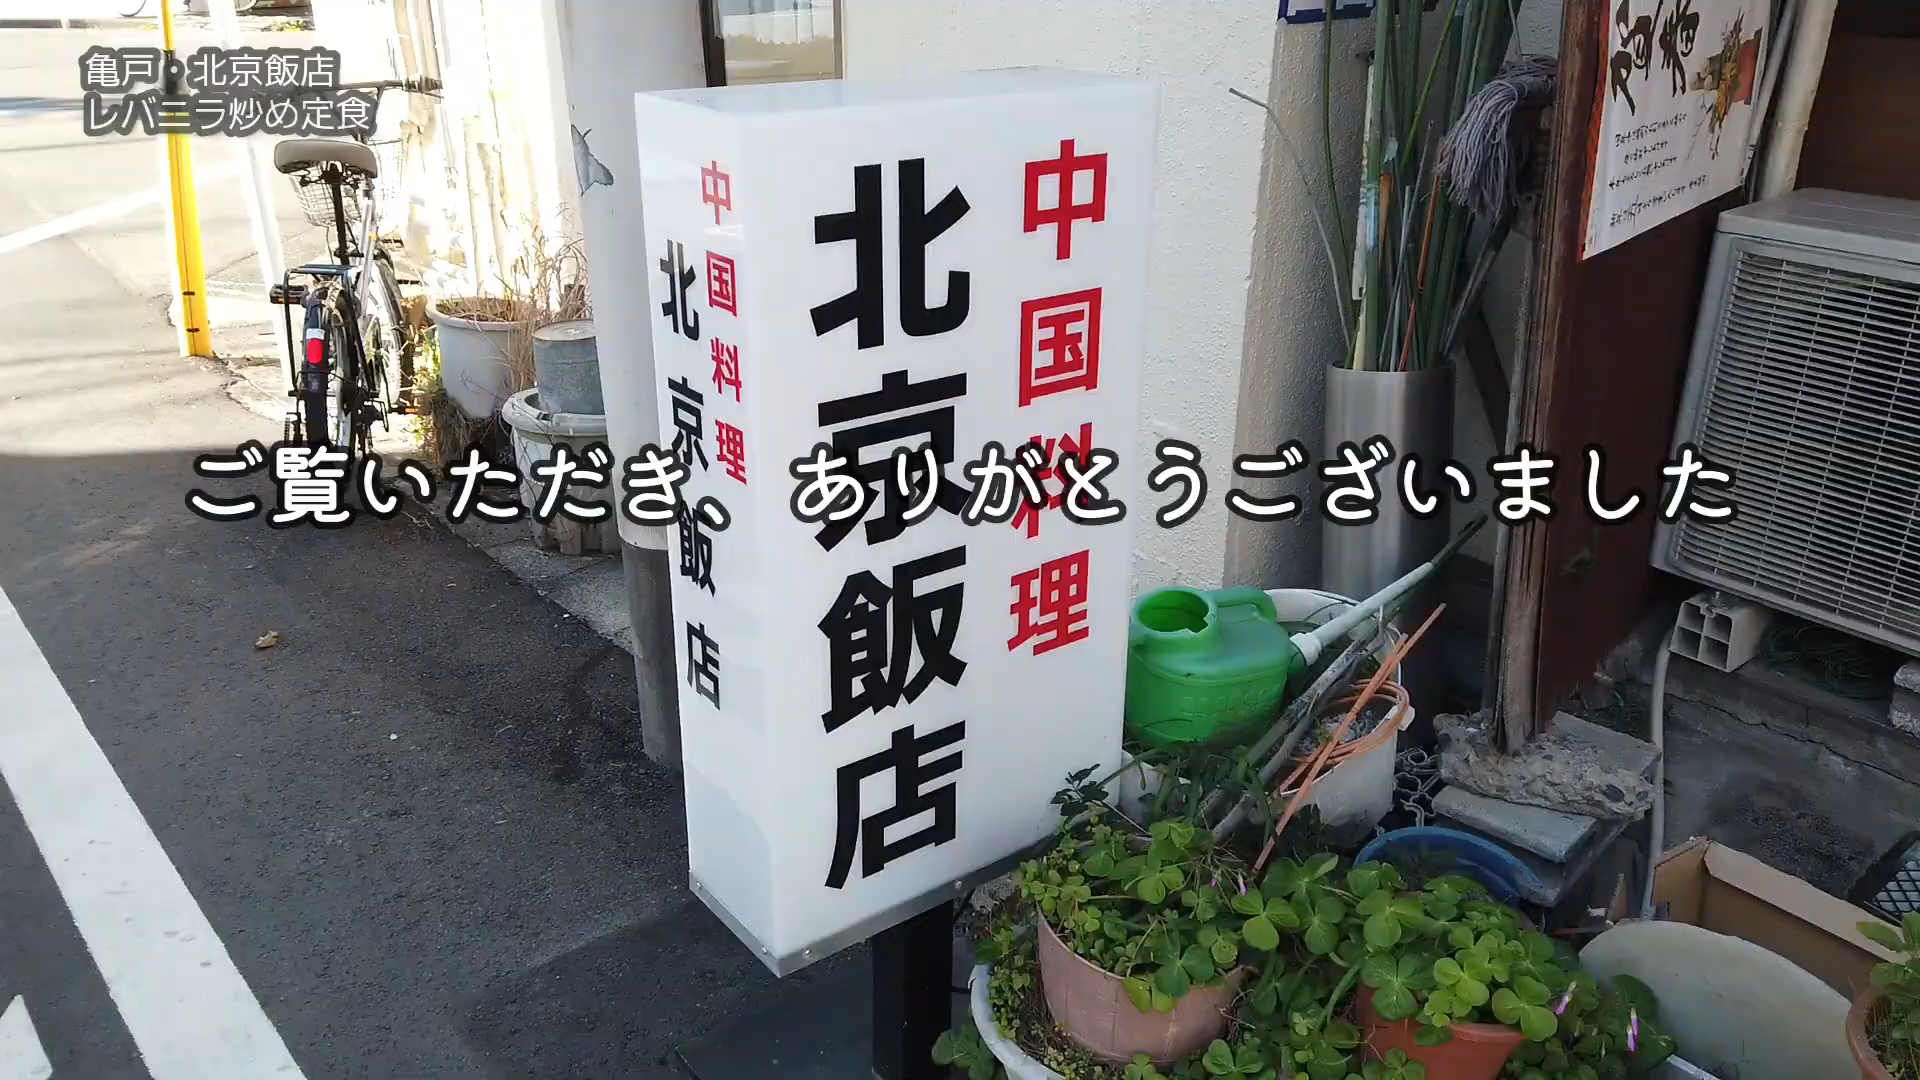 亀戸・北京飯店
レバニラ炒め定食
中国料理
北京飯店
中国料理
北京飯店
ご覧いただき、ありがとうございました